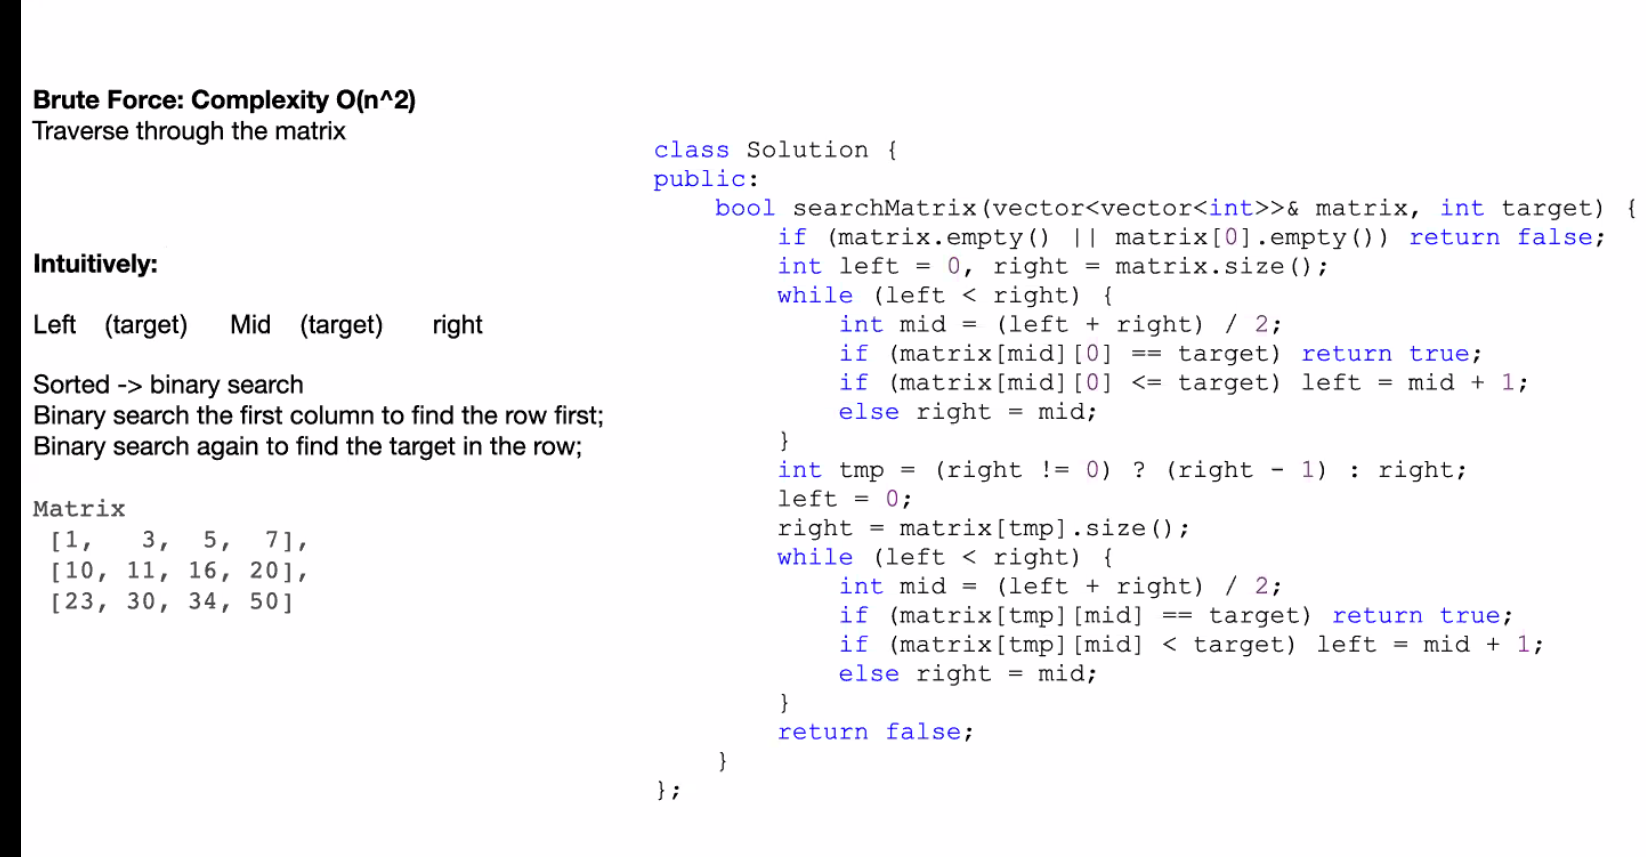 Brute Force: Complexity O(n^2)
Traverse through the matrix
Intuitively:
Left (target) Mid (target) right
Sorted -> binary search
Binary search the first column to find the row first;
Binary search again to find the target in the row;
Matrix
[1, 3, 5, 7],
[10, 11, 16, 20],
[23, 30, 34, 50]
class Solution {
public:
    bool searchMatrix(vector<vector<int>>& matrix, int target) {
        if (matrix.empty() || matrix[0].empty()) return false;
        int left = 0, right = matrix.size();
        while (left < right) {
            int mid = (left + right) / 2;
            if (matrix[mid][0] == target) return true;
            if (matrix[mid][0] <= target) left = mid + 1;
            else right = mid;
        }
        int tmp = (right != 0) ? (right - 1) : right;
        left = 0;
        right = matrix[tmp].size();
        while (left < right) {
            int mid = (left + right) / 2;
            if (matrix[tmp][mid] == target) return true;
            if (matrix[tmp][mid] < target) left = mid + 1;
            else right = mid;
        }
        return false;
    }
};